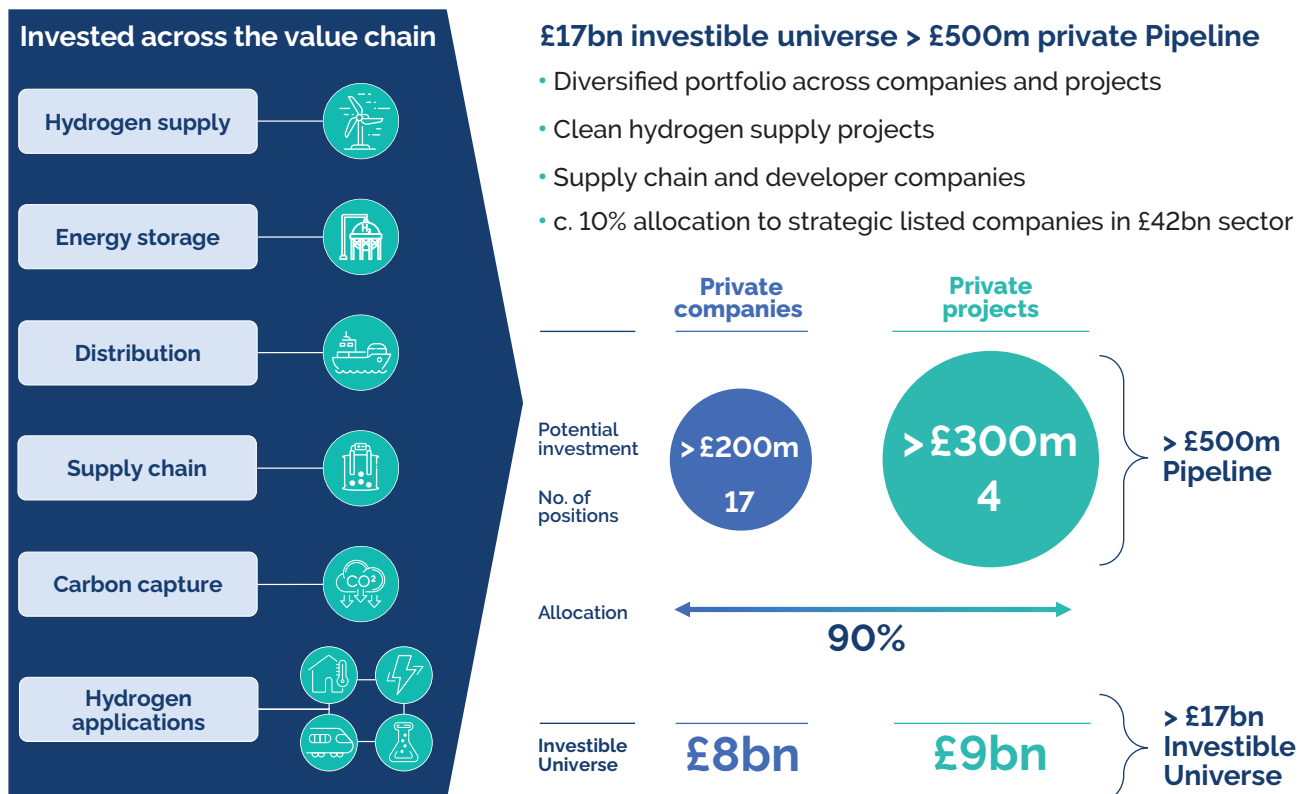 Invested across the value chain
Hydrogen supply
Energy storage
Distribution
Supply chain
Carbon capture
CO²
Hydrogen
applications
£17bn investible universe > £500m private Pipeline
• Diversified portfolio across companies and projects
• Clean hydrogen supply projects
• Supply chain and developer companies
• c. 10% allocation to strategic listed companies in £42bn sector
Private
companies
Private
projects
Potential
investment
> £200m
> £300m
No. of
positions
17
4
> £500m
Pipeline
Allocation
90%
Investible
Universe
£8bn
£9bn
> £17bn
Investible
Universe